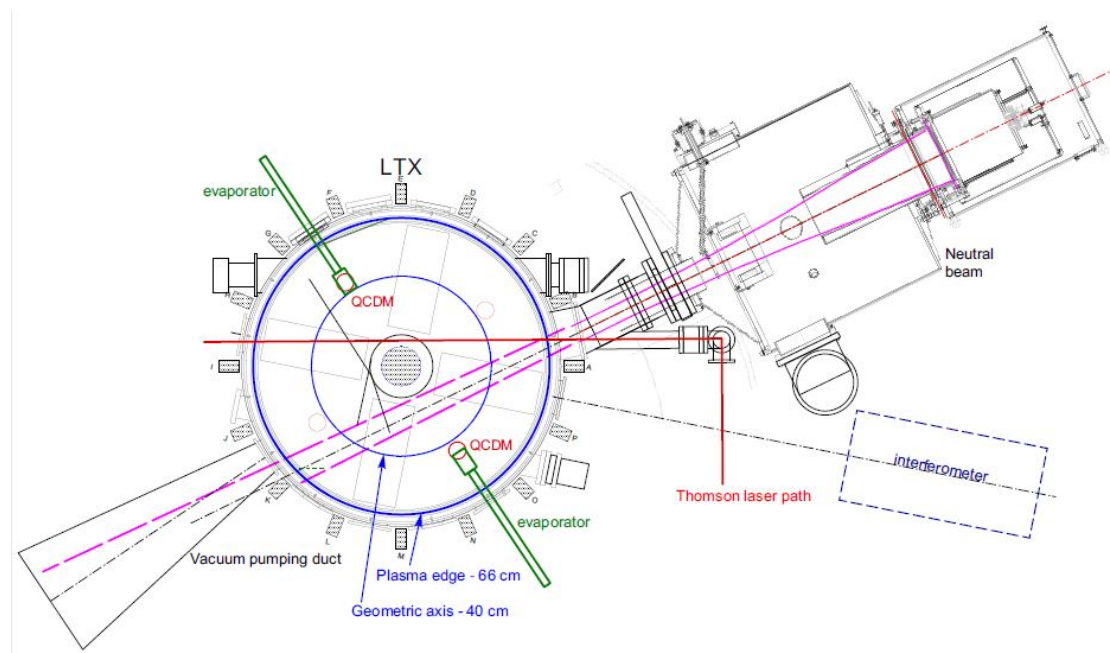 LTX
evaporator
E
F
D
G
C
QCDM
Neutral
beam
I
A
J
P
QCDM
interferometer
Thomson laser path
K
O
evaporator
L
N
M
Vacuum pumping duct
Plasma edge - 66 cm
Geometric axis - 40 cm